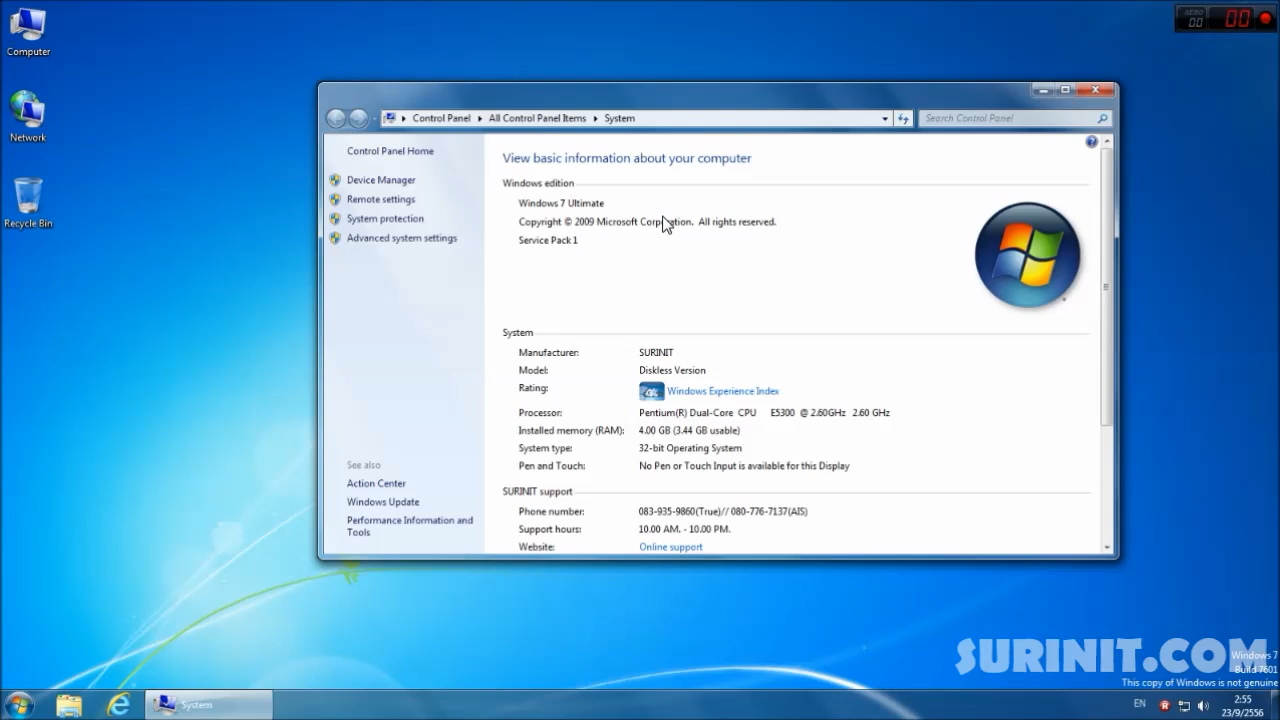 Computer
Network
Recycle Bin
AERO
00
00
Control Panel
All Control Panel Items
System
Search Control Panel
Control Panel Home
Device Manager
Remote settings
System protection
Advanced system settings
See also
Action Center
Windows Update
Performance Information and
Tools
View basic information about your computer
Windows edition
Windows 7 Ultimate
Copyright © 2009 Microsoft Corporation. All rights reserved.
Service Pack 1
System
Manufacturer: SURINIT
Model: Diskless Version
Rating: Windows Experience Index
Processor: Pentium(R) Dual-Core CPU E5300 @ 2.60GHz 2.60 GHz
Installed memory (RAM): 4.00 GB (3.44 GB usable)
System type: 32-bit Operating System
Pen and Touch: No Pen or Touch Input is available for this Display
SURINIT support
Phone number: 083-935-9860(True)// 080-776-7137(AIS)
Support hours: 10.00 AM. - 10.00 PM.
Website: Online support
SURINIT.COM
Windows 7
Build 7601
This copy of Windows is not genuine
System
EN
2:55
23/9/2556